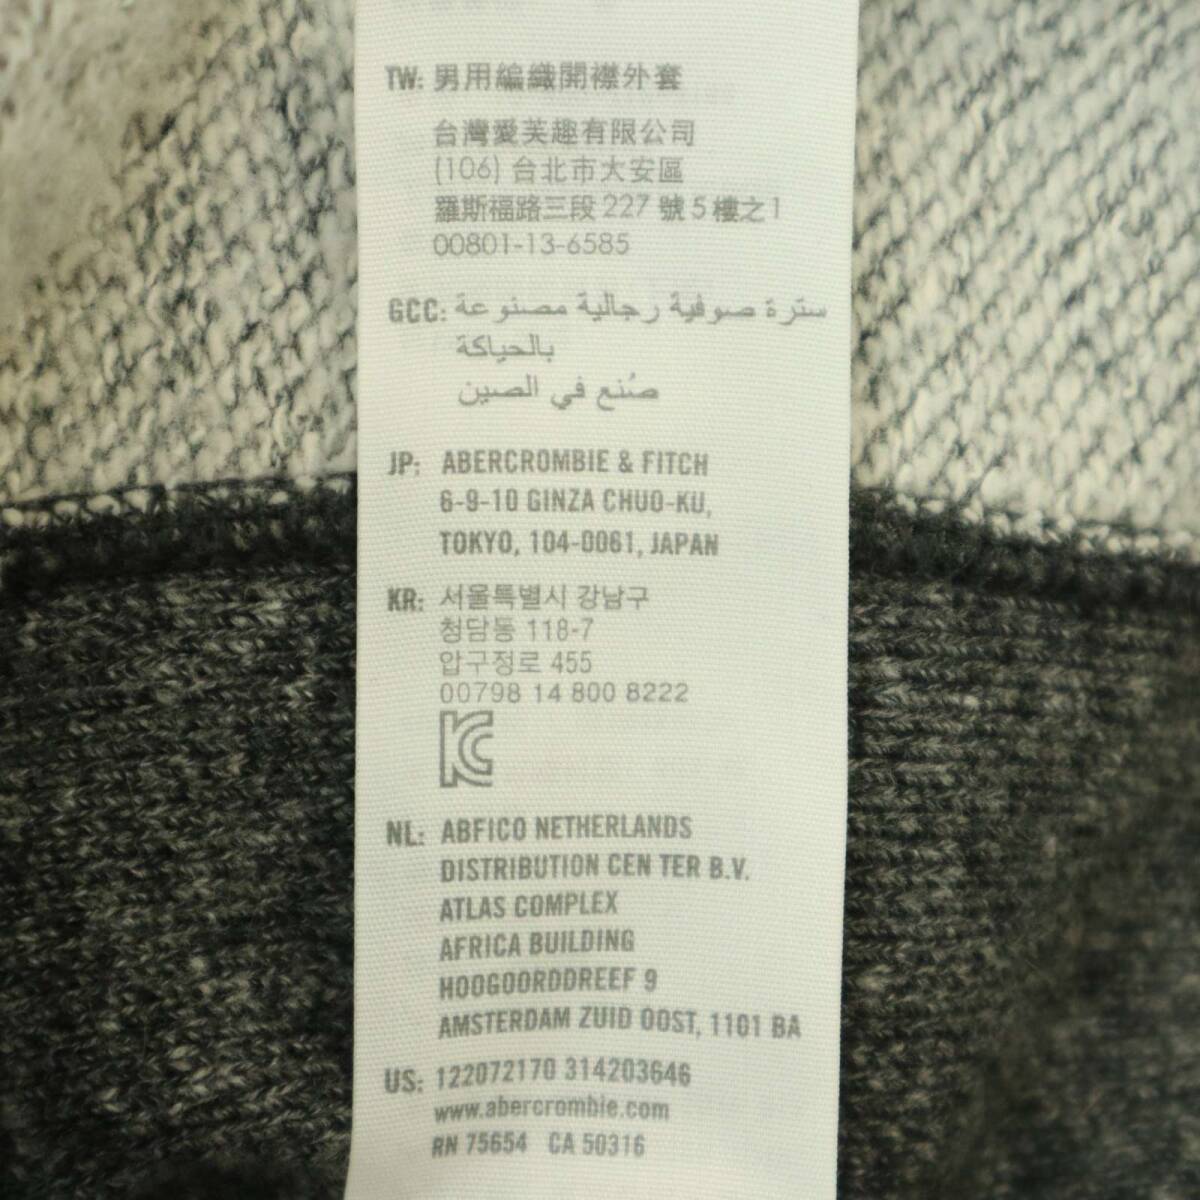 TW: 男用編織開襟外套
台灣愛芙趣有限公司
(106) 台北市大安區
羅斯福路三段 227 號 5 樓之1
00801-13-6585
GCC: سترة صوفية رجالية مصنوعة
بالحياكة
صُنع في الصين
JP: ABERCROMBIE & FITCH
6-9-10 GINZA CHUO-KU,
TOKYO, 104-0061, JAPAN
KR: 서울특별시 강남구
청담동 118-7
압구정로 455
00798 14 800 8222
KC
NL: ABFICO NETHERLANDS
DISTRIBUTION CEN TER B.V.
ATLAS COMPLEX
AFRICA BUILDING
HOOGOORDDREEF 9
AMSTERDAM ZUID OOST, 1101 BA
US: 122072170 314203646
www.abercrombie.com
RN 75654 CA 50316